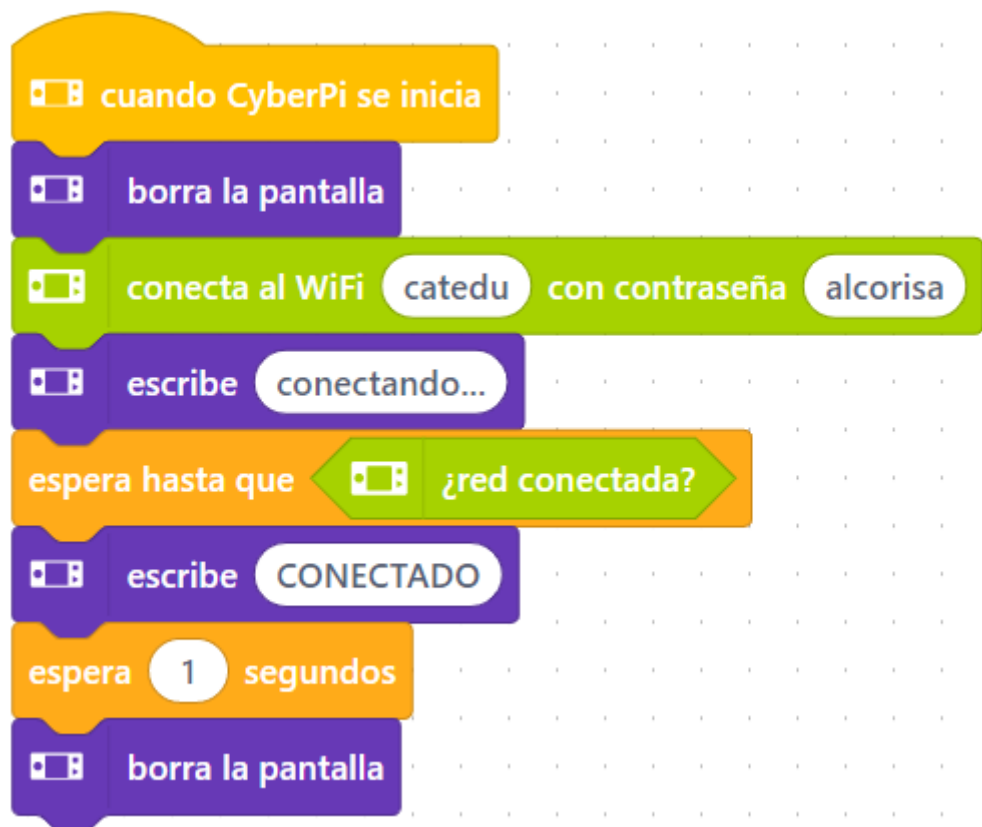 cuando CyberPi se inicia
borra la pantalla
conecta al WiFi catedu con contraseña alcorisa
escribe conectando...
espera hasta que ¿red conectada?
escribe CONECTADO
espera 1 segundos
borra la pantalla